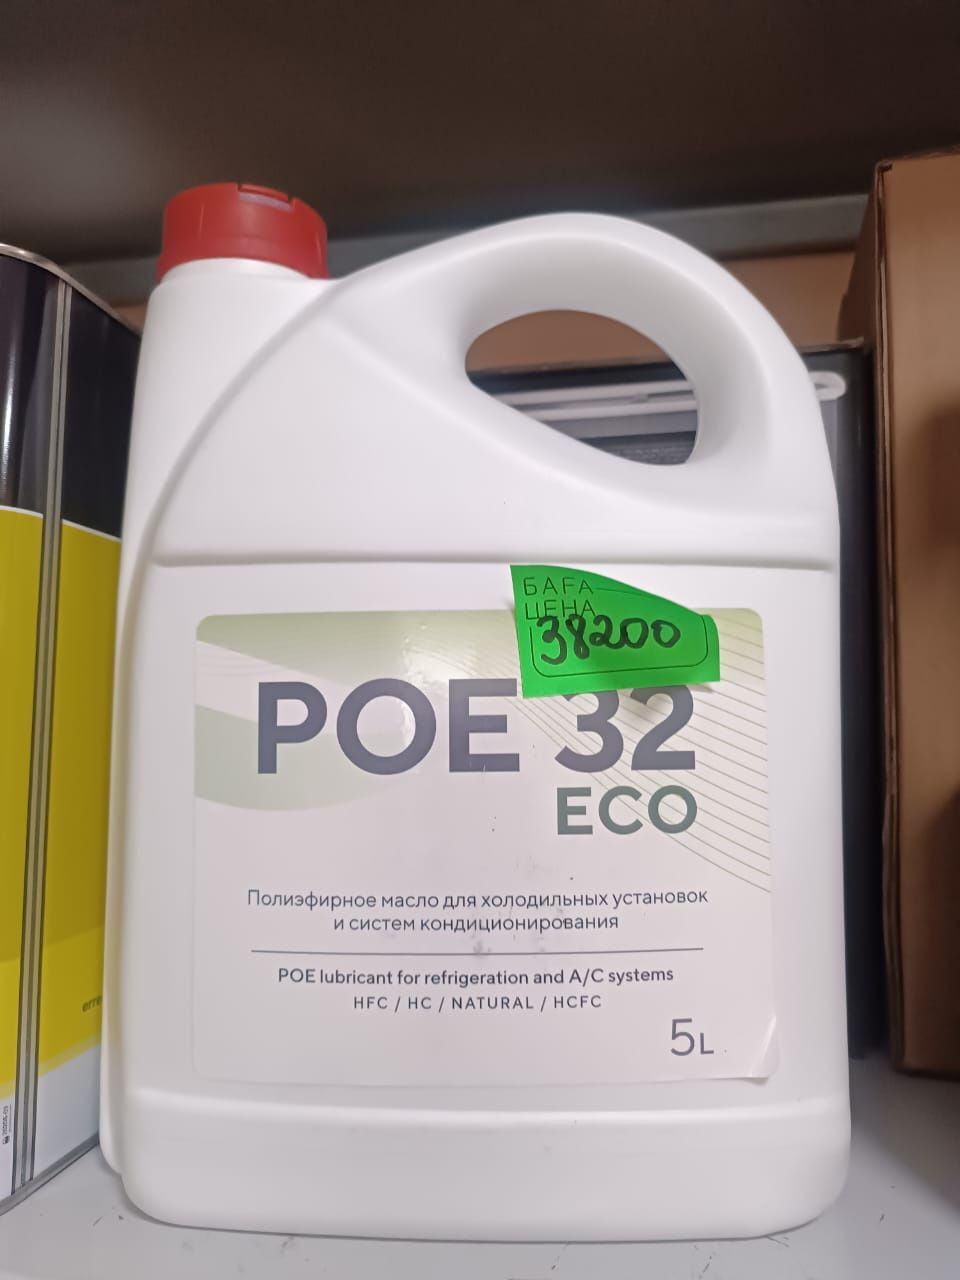 БАҒА
ЦЕНА
38200
POE 32
ECO
Полиэфирное масло для холодильных установок
и систем кондиционирования
POE lubricant for refrigeration and A/C systems
HFC / HC / NATURAL / HCFC
5L